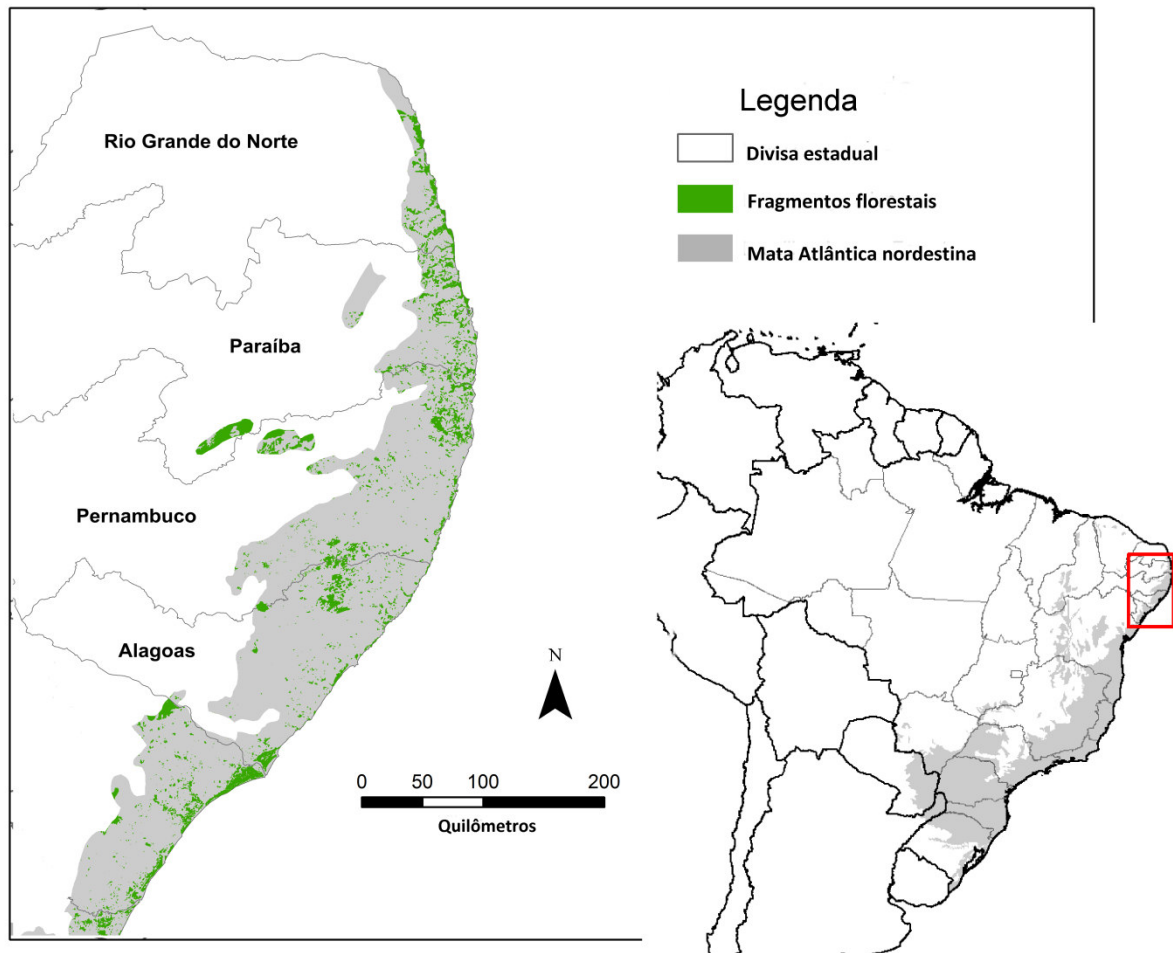 Legenda
Divisa estadual
Fragmentos florestais
Mata Atlântica nordestina
Rio Grande do Norte
Paraíba
Pernambuco
Alagoas
N
0 50 100 200
Quilômetros